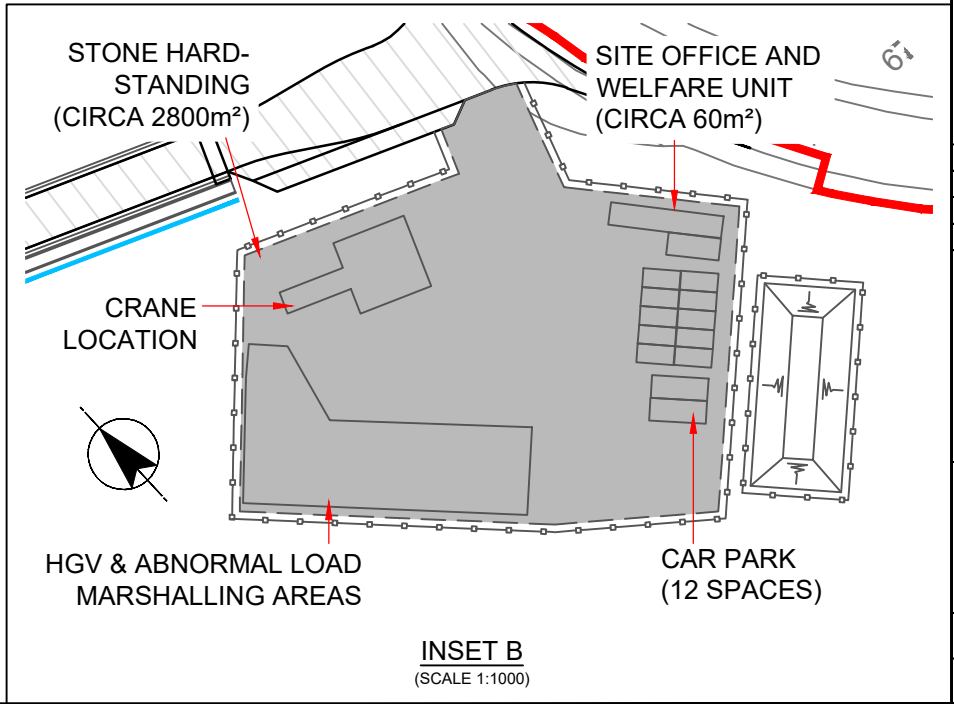 STONE HARD-
STANDING
(CIRCA 2800m²)
SITE OFFICE AND
WELFARE UNIT
(CIRCA 60m²)
CRANE
LOCATION
HGV & ABNORMAL LOAD
MARSHALLING AREAS
CAR PARK
(12 SPACES)
INSET B
(SCALE 1:1000)